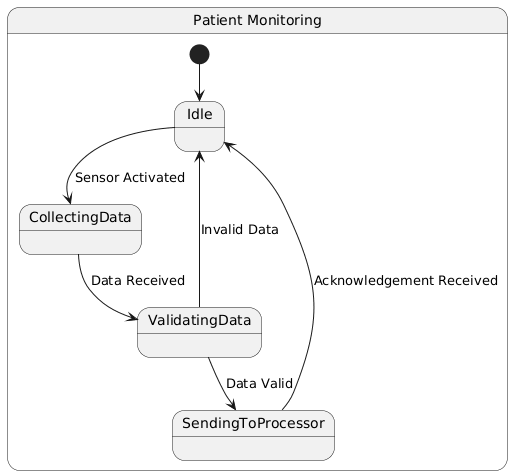 Patient Monitoring
Idle
Sensor Activated
CollectingData
Invalid Data
Data Received
Acknowledgement Received
ValidatingData
Data Valid
SendingToProcessor